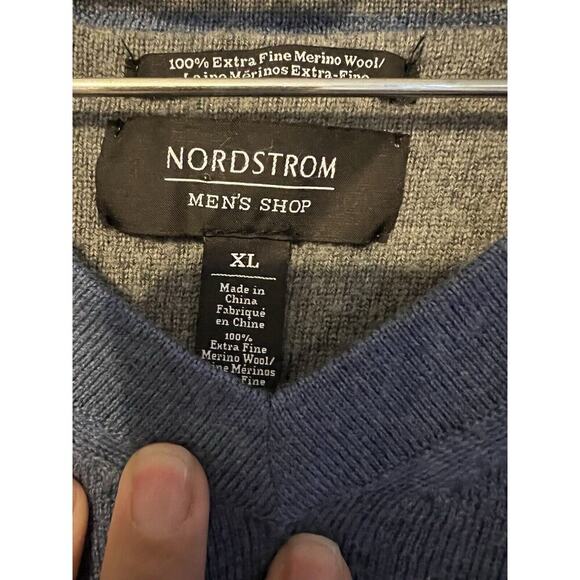 100% Extra Fine Merino Wool/
Laine Mérinos Extra-Fine
NORDSTROM
MEN'S SHOP
XL
Made in
China
Fabriqué
en Chine
100%
Extra Fine
Merino Wool/
Mérinos
Fine